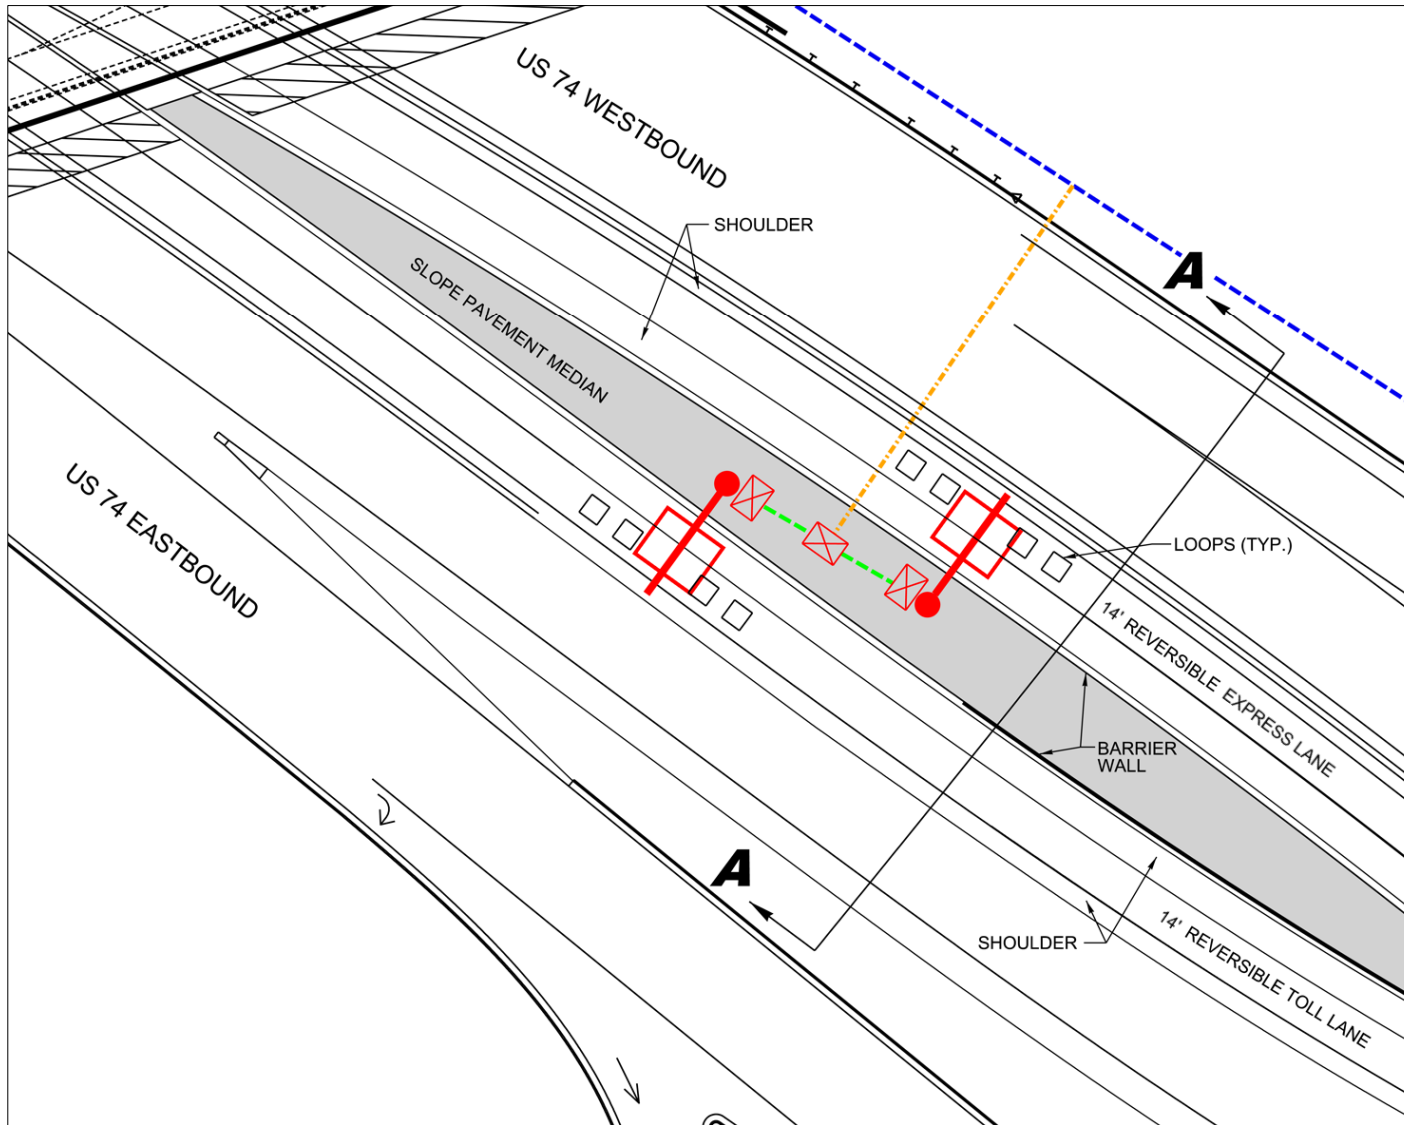 US 74 WESTBOUND
SHOULDER
A
SLOPE PAVEMENT MEDIAN
US 74 EASTBOUND
LOOPS (TYP.)
14' REVERSIBLE EXPRESS LANE
BARRIER
WALL
A
SHOULDER
14' REVERSIBLE TOLL LANE